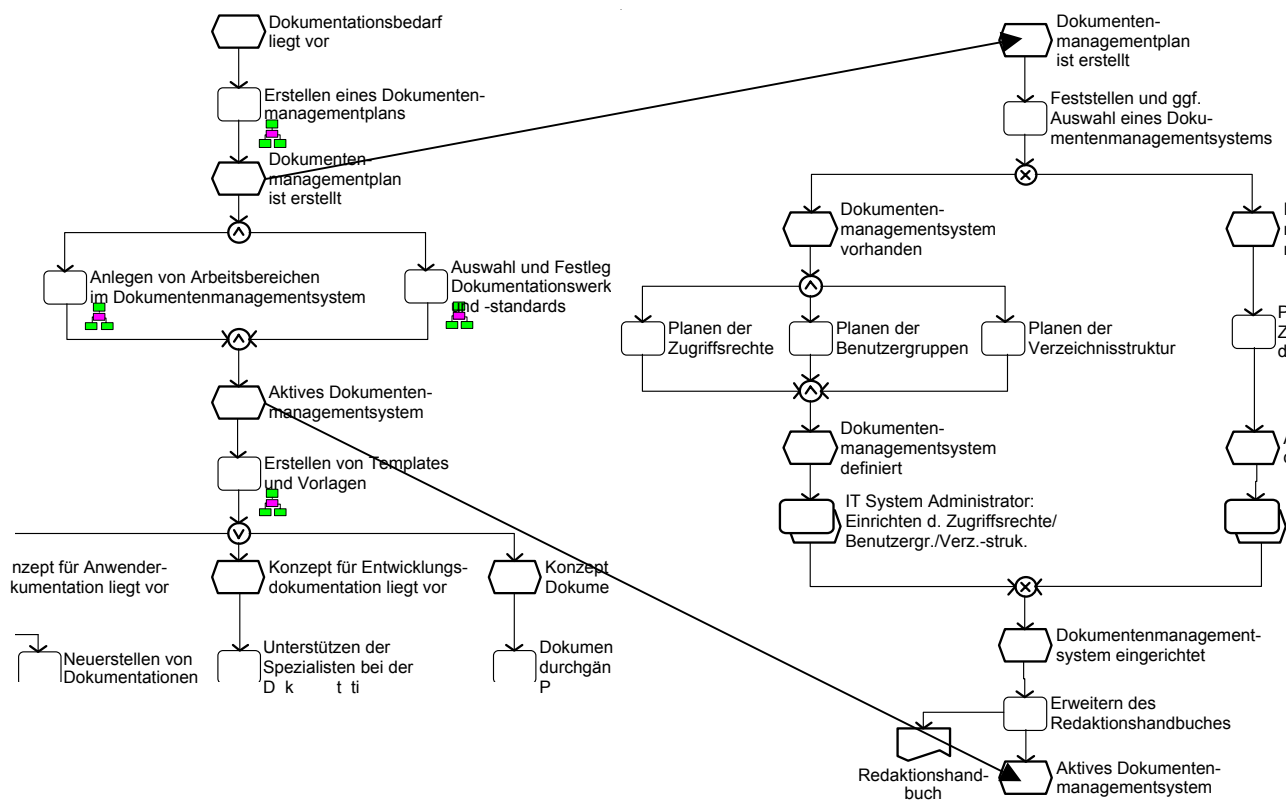 Dokumentationsbedarf
liegt vor
Erstellen eines Dokumenten-
managementplans
Dokumenten-
managementplan
ist erstellt
Anlegen von Arbeitsbereichen
im Dokumentenmanagementsystem
Auswahl und Festleg
Dokumentationswerk
und -standards
Aktives Dokumenten-
managementsystem
Erstellen von Templates
und Vorlagen
nzept für Anwender-
kumentation liegt vor
Konzept für Entwicklungs-
dokumentation liegt vor
Konzept
Dokume
Neuerstellen von
Dokumentationen
Unterstützen der
Spezialisten bei der
Dokumen
durchgän
Dokumenten-
managementplan
ist erstellt
Feststellen und ggf.
Auswahl eines Doku-
mentenmanagementsystems
Dokumenten-
managementsystem
vorhanden
Planen der
Zugriffsrechte
Planen der
Benutzergruppen
Planen der
Verzeichnisstruktur
Dokumenten-
managementsystem
definiert
IT System Administrator:
Einrichten d. Zugriffsrechte/
Benutzergr./Verz.-struk.
Dokumentenmanagement-
system eingerichtet
Erweitern des
Redaktionshandbuches
Redaktionshand-
buch
Aktives Dokumenten-
managementsystem